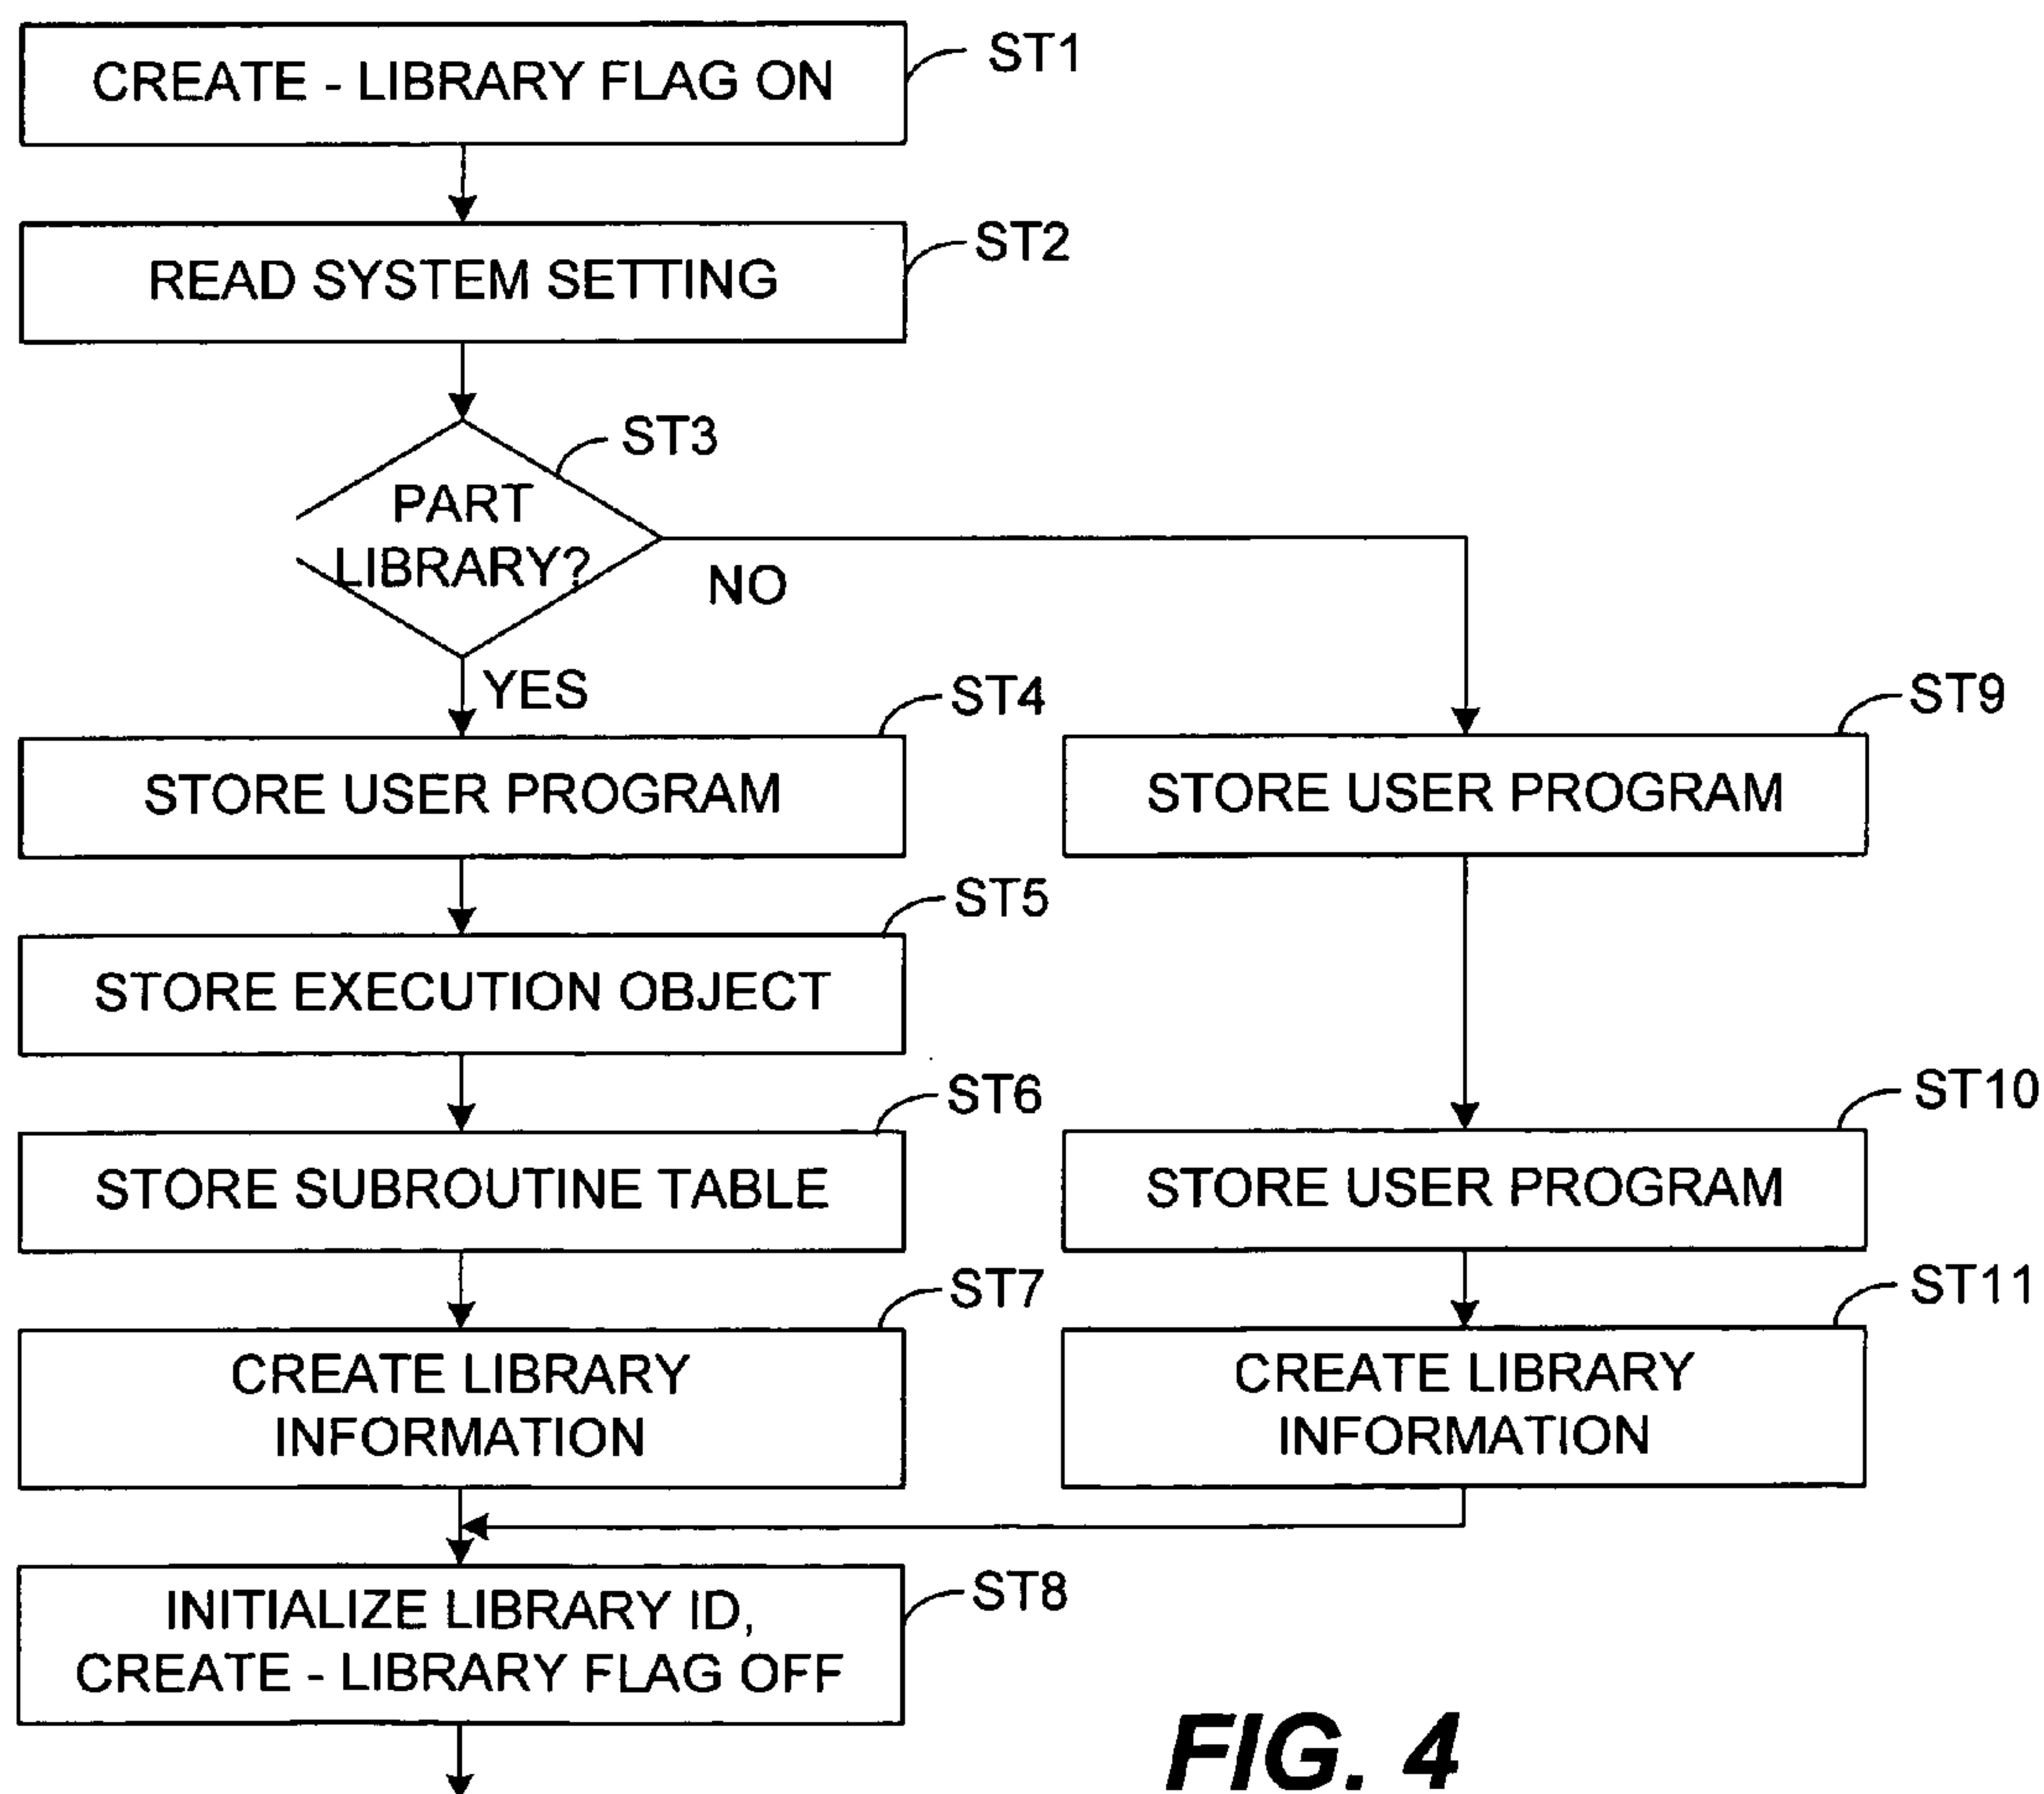 CREATE - LIBRARY FLAG ON
ST1
READ SYSTEM SETTING
ST2
ST3
PART
LIBRARY?
NO
YES
ST4
STORE USER PROGRAM
ST9
STORE USER PROGRAM
ST5
STORE EXECUTION OBJECT
ST6
STORE SUBROUTINE TABLE
ST10
STORE USER PROGRAM
ST7
CREATE LIBRARY
INFORMATION
ST11
CREATE LIBRARY
INFORMATION
ST8
INITIALIZE LIBRARY ID,
CREATE - LIBRARY FLAG OFF
FIG. 4